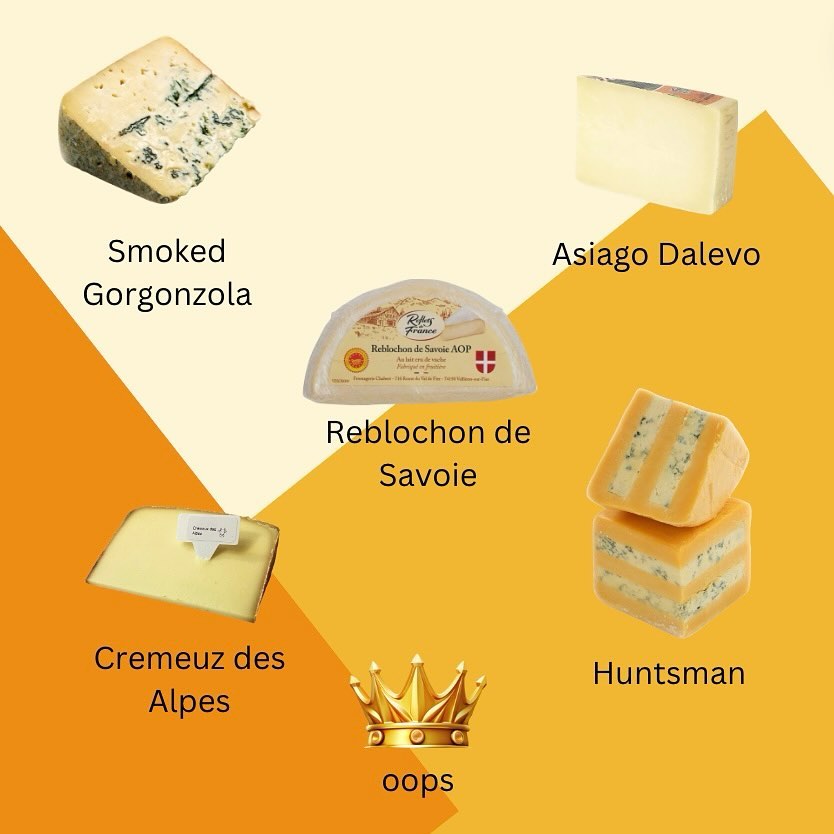 Smoked
Gorgonzola
Asiago Dalevo
Reflets
de France
Reblochon de Savoie AOP
Au lait cru de vache
Fabriqué en fruitière
Reblochon de
Savoie
Cremeux des
Alpes
Cremeuz des
Alpes
Huntsman
oops